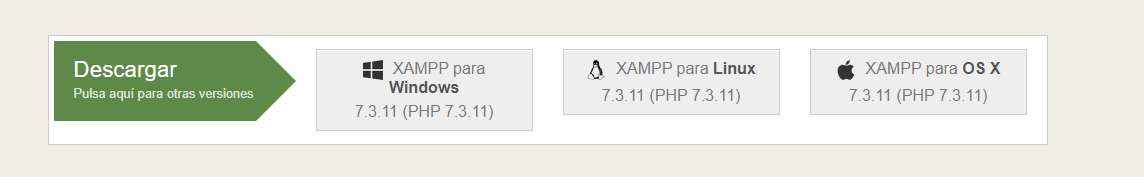 Descargar
Pulsa aquí para otras versiones
XAMPP para
Windows
7.3.11 (PHP 7.3.11)
XAMPP para Linux
7.3.11 (PHP 7.3.11)
XAMPP para OS X
7.3.11 (PHP 7.3.11)